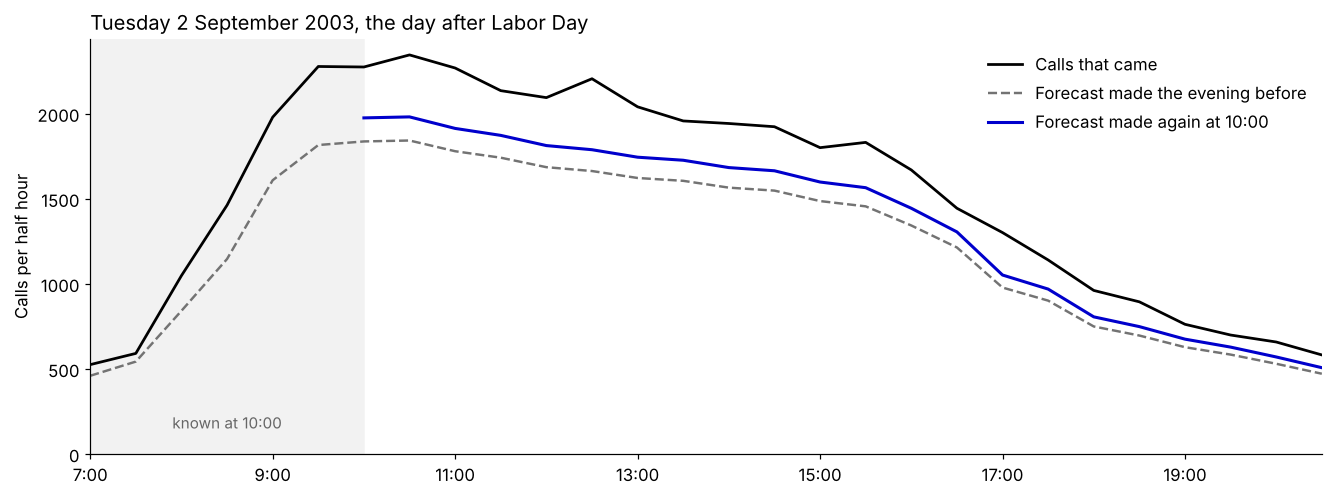 Tuesday 2 September 2003, the day after Labor Day
Calls that came
Forecast made the evening before
Forecast made again at 10:00
Calls per half hour
2000
1500
1000
500
0
known at 10:00
7:00
9:00
11:00
13:00
15:00
17:00
19:00